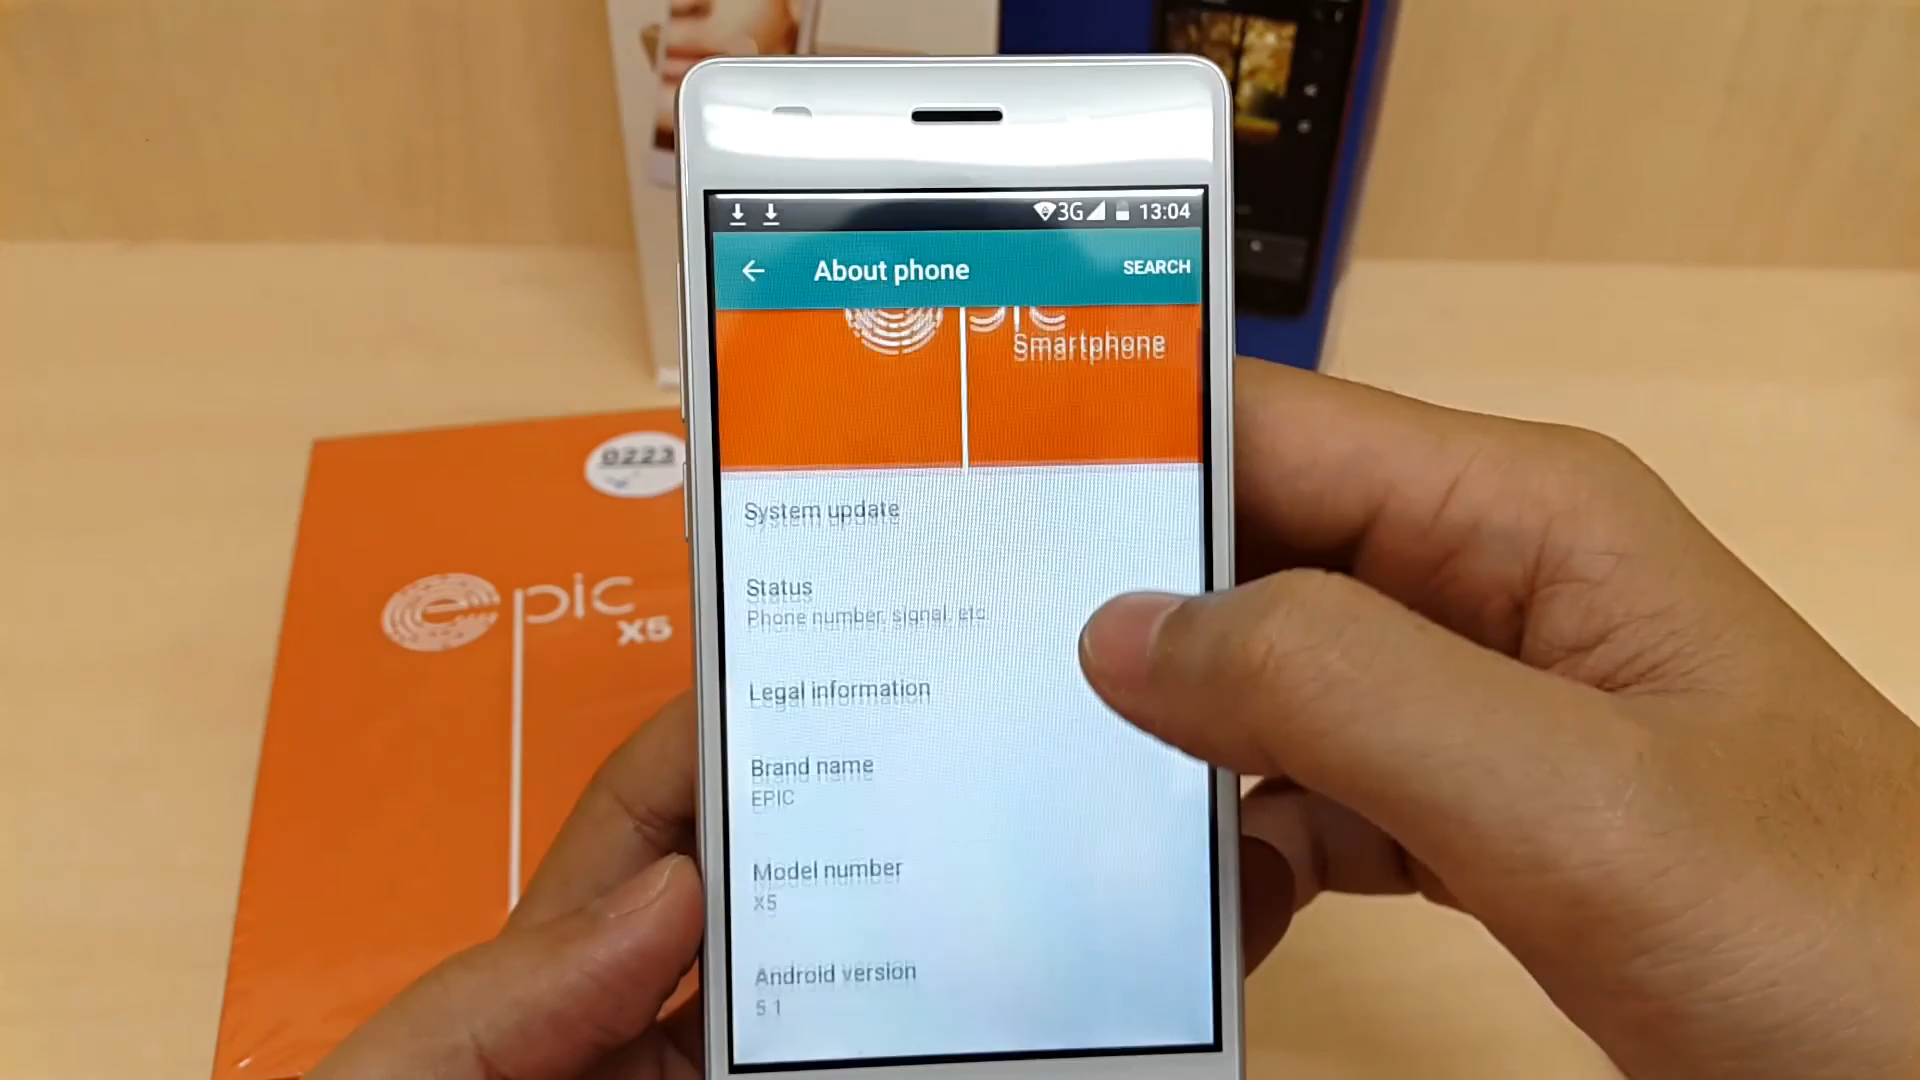 3G 13:04
About phone SEARCH
epic
Smartphone
System update
Status
Phone number, signal, etc.
Legal information
Brand name
EPIC
Model number
X5
Android version
5.1
0223
epic
X5